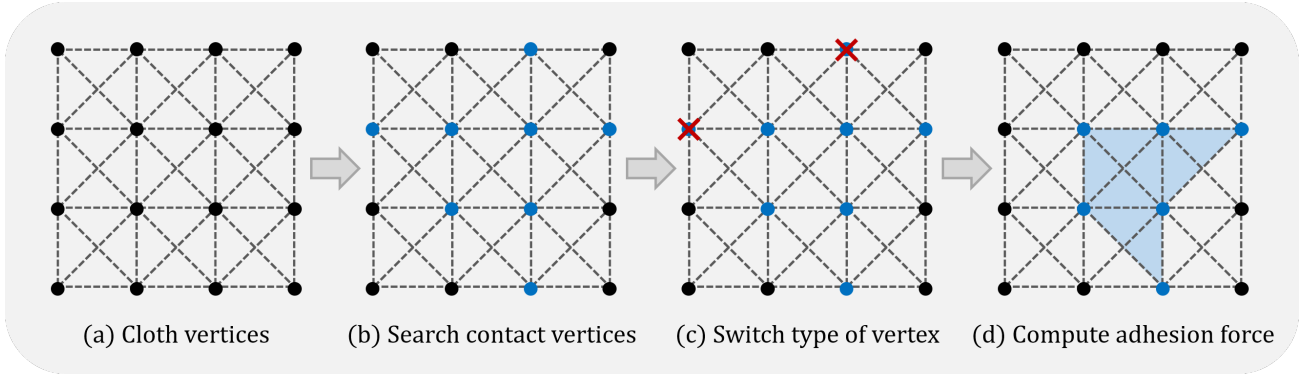 (a) Cloth vertices
(b) Search contact vertices
(c) Switch type of vertex
(d) Compute adhesion force